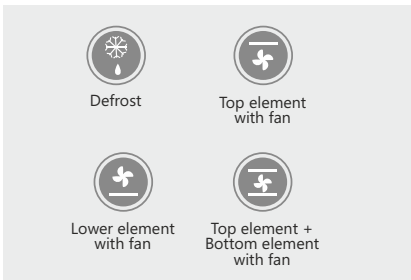 Defrost
Top element
with fan
Lower element
with fan
Top element +
Bottom element
with fan